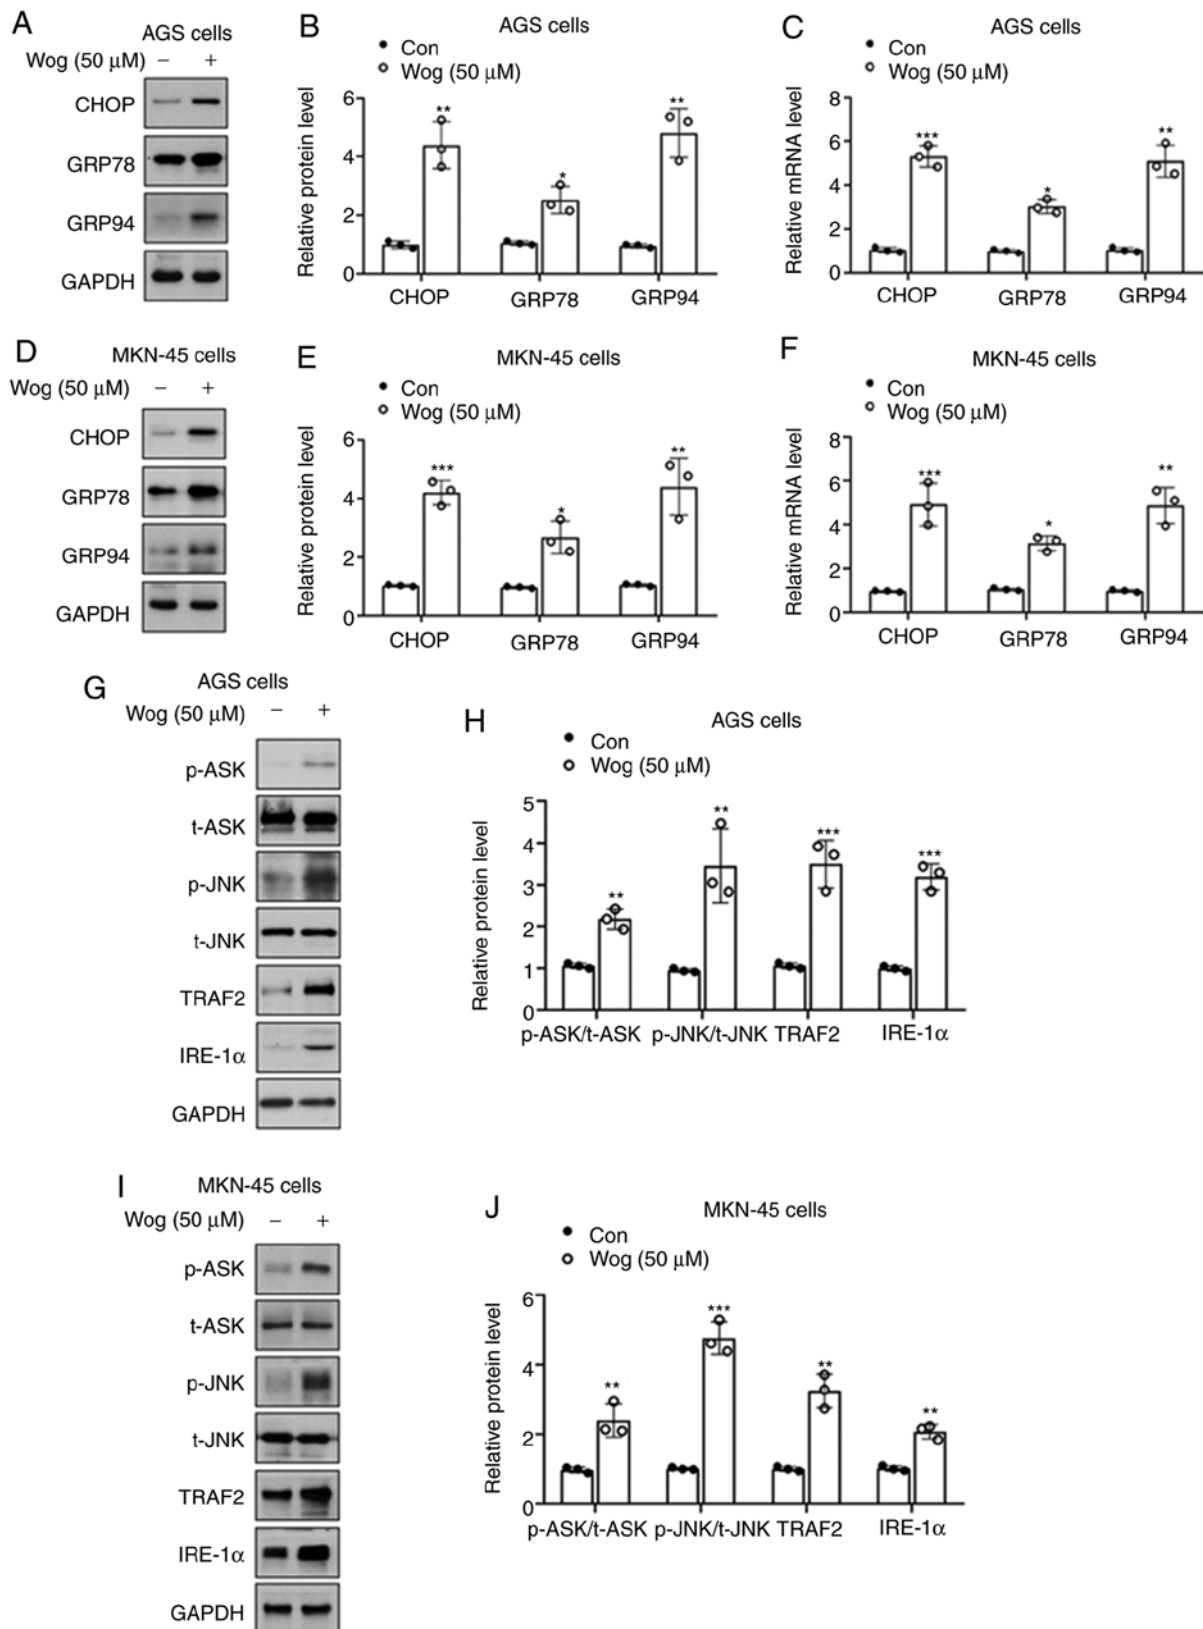 A
AGS cells
Wog (50 μM) − +
CHOP
GRP78
GRP94
GAPDH
B
AGS cells
Con
Wog (50 μM)
Relative protein level
6
4
2
0
** * **
CHOP GRP78 GRP94
C
AGS cells
Con
Wog (50 μM)
Relative mRNA level
8
6
4
2
0
*** * **
CHOP GRP78 GRP94
D
MKN-45 cells
Wog (50 μM) − +
CHOP
GRP78
GRP94
GAPDH
E
MKN-45 cells
Con
Wog (50 μM)
Relative protein level
6
4
2
0
*** * **
CHOP GRP78 GRP94
F
MKN-45 cells
Con
Wog (50 μM)
Relative mRNA level
8
6
4
2
0
*** * **
CHOP GRP78 GRP94
G
AGS cells
Wog (50 μM) − +
p-ASK
t-ASK
p-JNK
t-JNK
TRAF2
IRE-1α
GAPDH
H
AGS cells
Con
Wog (50 μM)
Relative protein level
5
4
3
2
1
0
** ** *** ***
p-ASK/t-ASK p-JNK/t-JNK TRAF2 IRE-1α
I
MKN-45 cells
Wog (50 μM) − +
p-ASK
t-ASK
p-JNK
t-JNK
TRAF2
IRE-1α
GAPDH
J
MKN-45 cells
Con
Wog (50 μM)
Relative protein level
6
4
2
0
** *** ** **
p-ASK/t-ASK p-JNK/t-JNK TRAF2 IRE-1α